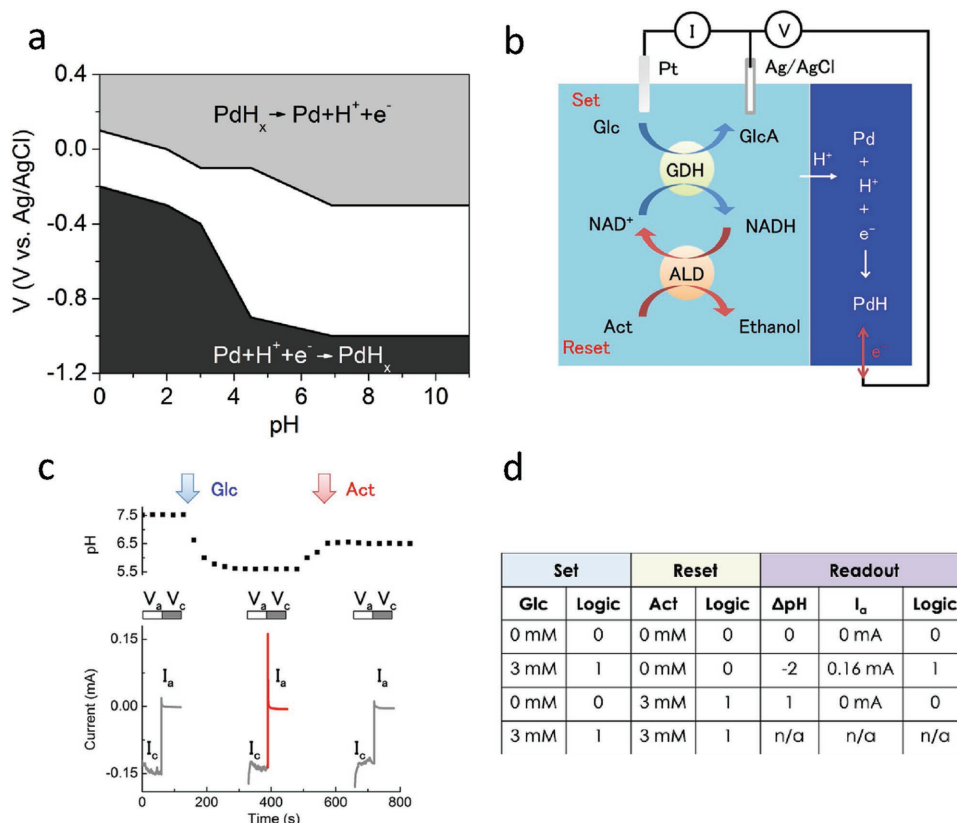 a
0.4
0.0
-0.4
-0.8
-1.2
V (V vs. Ag/AgCl)
PdHx → Pd+H+ +e-
Pd+H+ +e- → PdHx
0 2 4 6 8 10
pH
b
I
V
Pt
Ag/AgCl
Set
Glc
GlcA
GDH
NAD+
NADH
ALD
Act
Ethanol
Reset
H+
Pd
+
H+
+
e-
PdH
e-
c
Glc
Act
pH
7.5
6.5
5.5
Va Vc
Va Vc
Va Vc
Current (mA)
0.15
0.00
-0.15
Ia
Ia
Ia
Ic
Ic
Ic
0 200 400 600 800
Time (s)
d
Set Reset Readout
Glc Logic Act Logic ΔpH Ia Logic
0 mM 0 0 mM 0 0 0 mA 0
3 mM 1 0 mM 0 -2 0.16 mA 1
0 mM 0 3 mM 1 1 0 mA 0
3 mM 1 3 mM 1 n/a n/a n/a